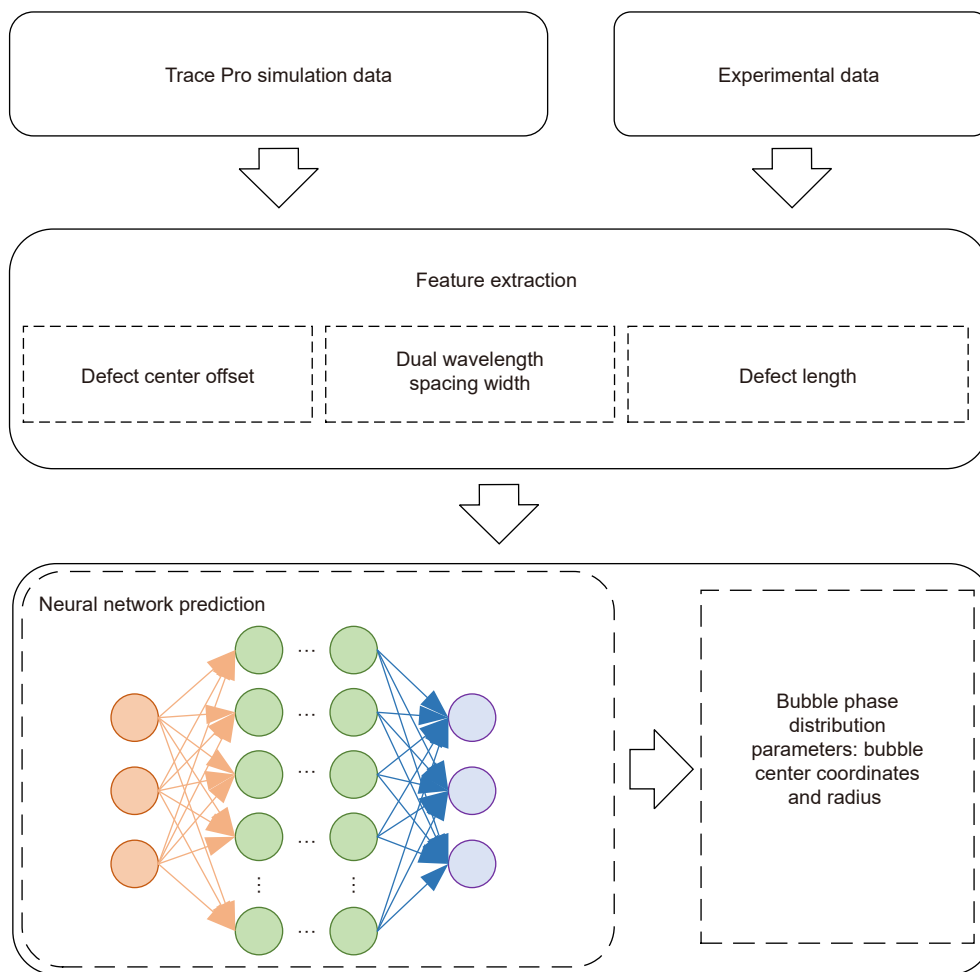 Trace Pro simulation data
Experimental data
Feature extraction
Defect center offset
Dual wavelength
spacing width
Defect length
Neural network prediction
...
...
...
...
...
...
Bubble phase
distribution
parameters: bubble
center coordinates
and radius